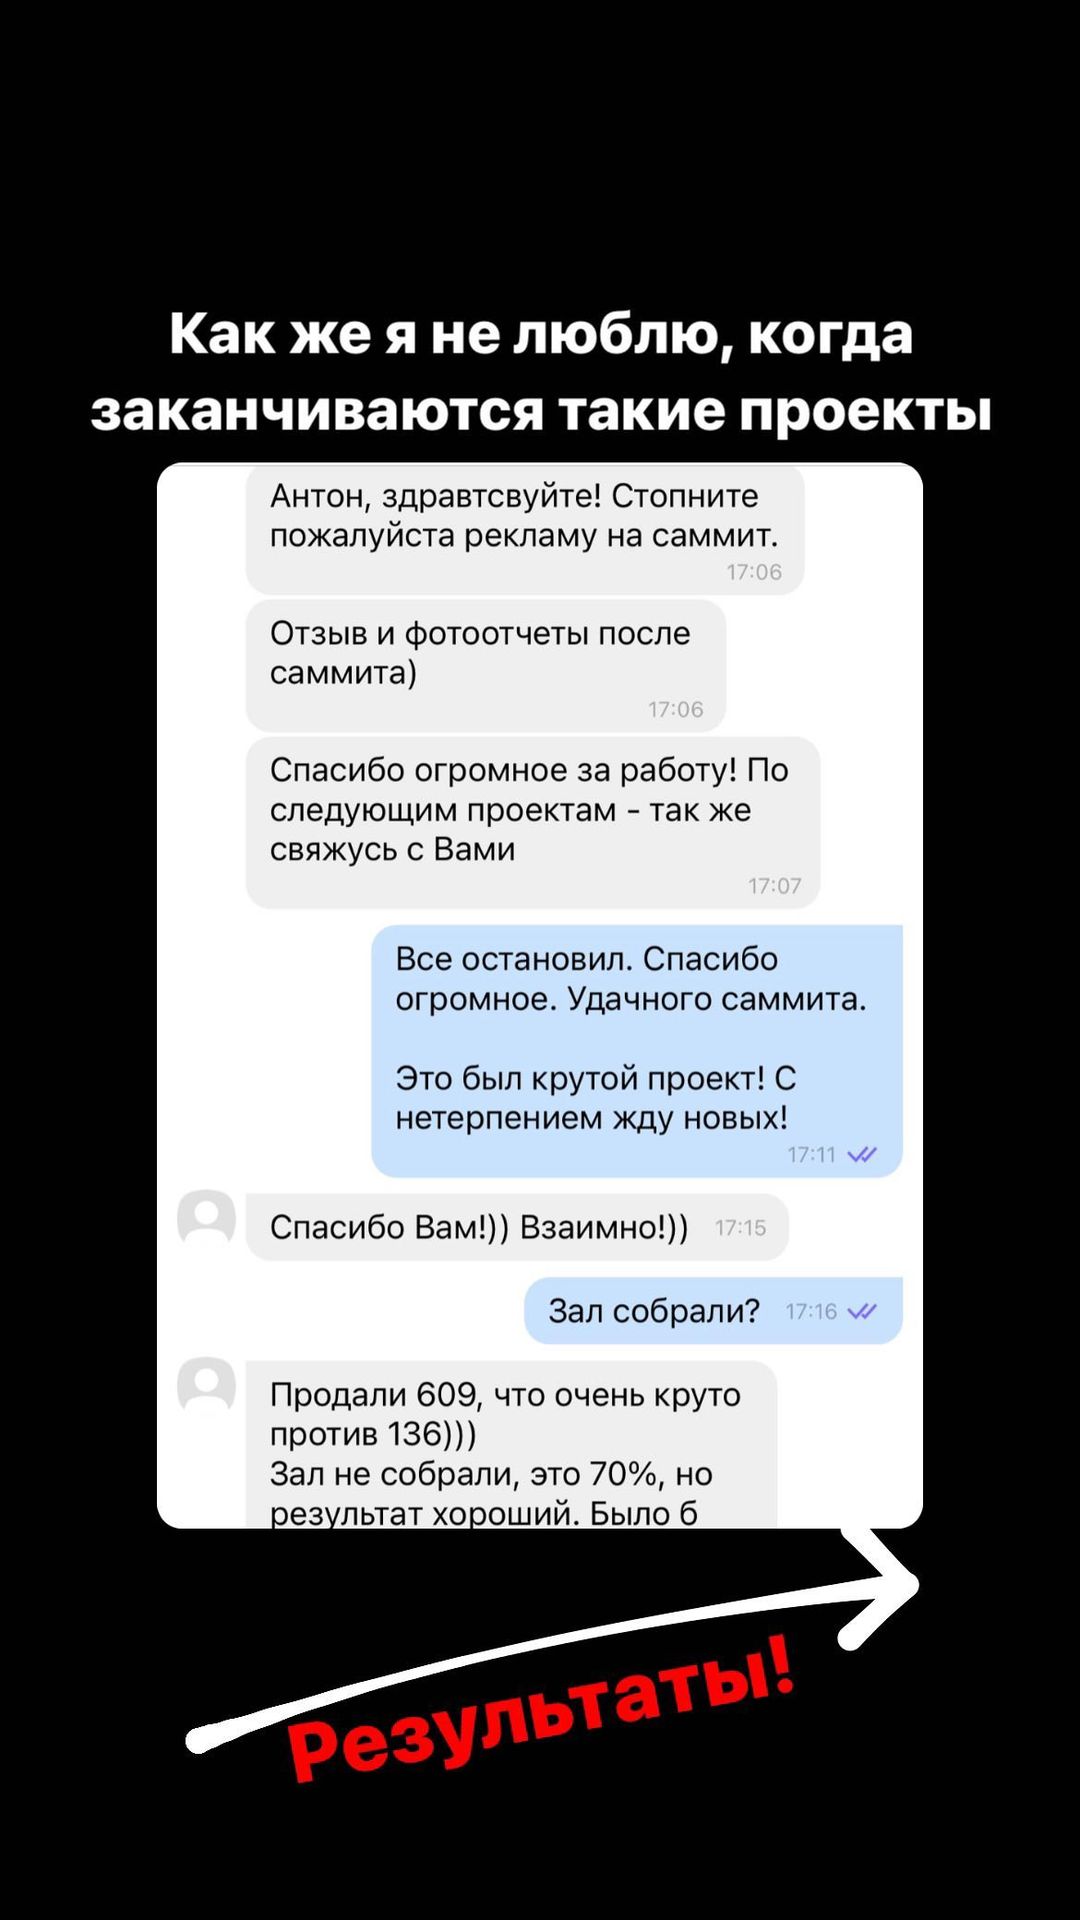 Как же я не люблю, когда
заканчиваются такие проекты
Антон, здравтсвуйте! Стопните
пожалуйста рекламу на саммит.
17:06
Отзыв и фотоотчеты после
саммита)
17:06
Спасибо огромное за работу! По
следующим проектам - так же
свяжусь с Вами
17:07
Все остановил. Спасибо
огромное. Удачного саммита.
Это был крутой проект! С
нетерпением жду новых!
17:11
Спасибо Вам!)) Взаимно!)) 17:15
Зал собрали? 17:16
Продали 609, что очень круто
против 136)))
Зал не собрали, это 70%, но
результат хороший. Было б
Результаты!